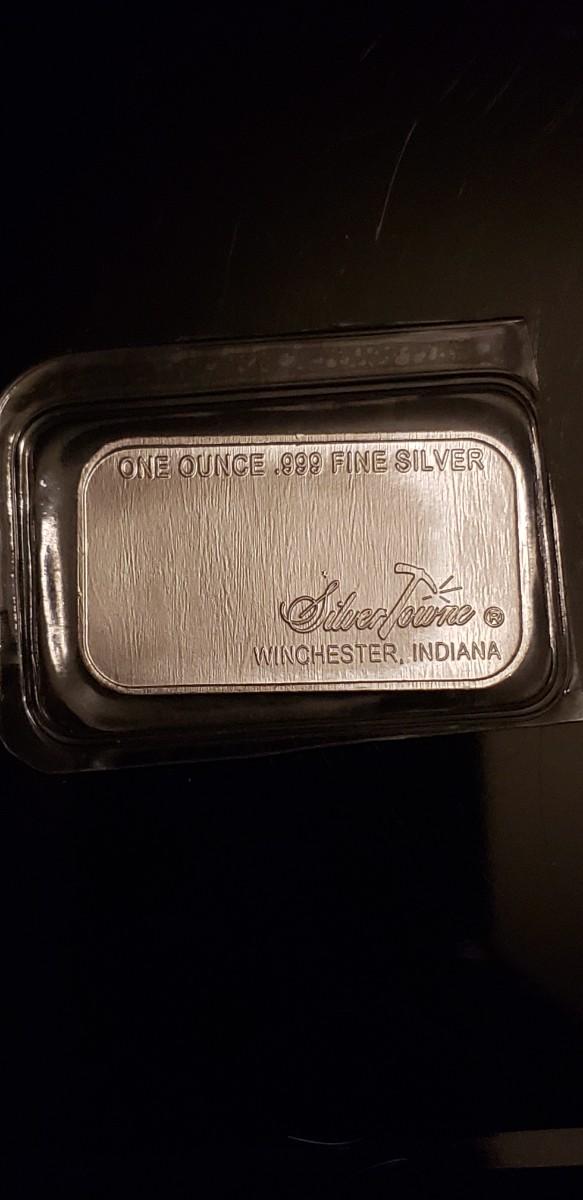 ONE OUNCE .999 FINE SILVER
SilverTowne ®
WINCHESTER, INDIANA